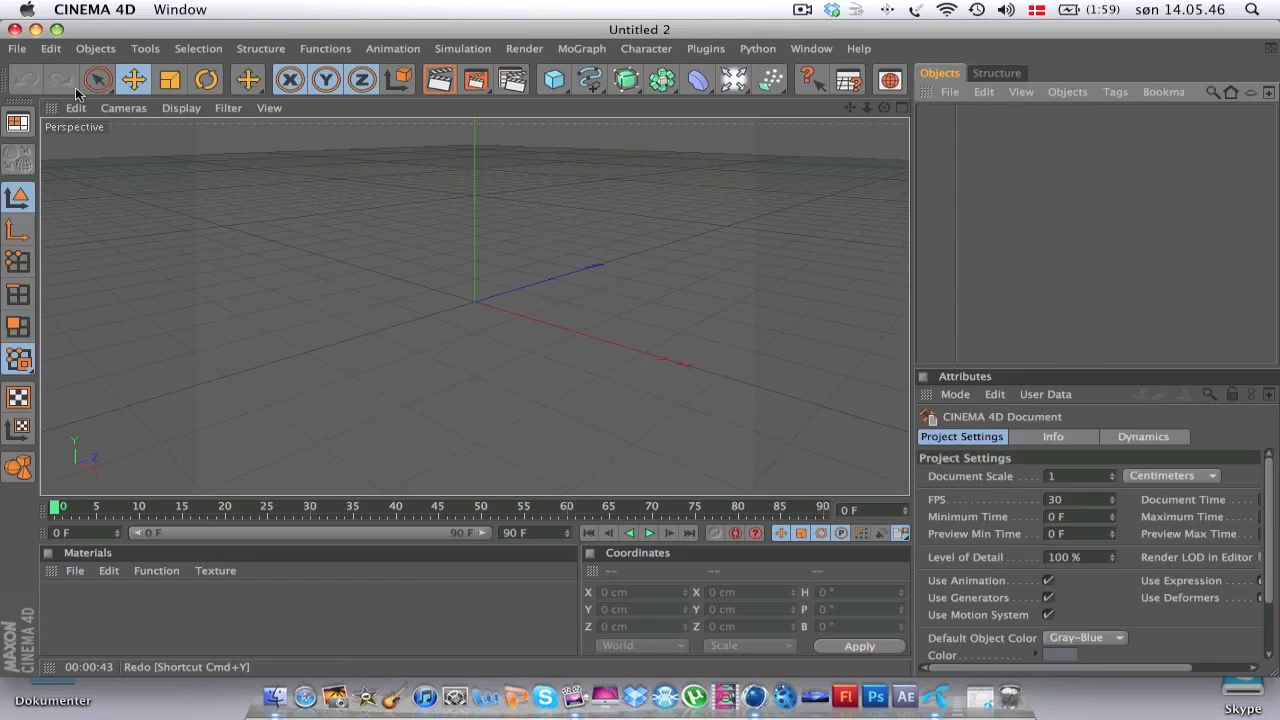 CINEMA 4D Window (1:59) søn 14.05.46
Untitled 2
File Edit Objects Tools Selection Structure Functions Animation Simulation Render MoGraph Character Plugins Python Window Help
X Y Z
Objects Structure
File Edit View Objects Tags Bookma
Edit Cameras Display Filter View
Perspective
Y
Z
X
Attributes
Mode Edit User Data
CINEMA 4D Document
Project Settings Info Dynamics
Project Settings
Document Scale . . . . 1 Centimeters
FPS 30 Document Time
Minimum Time 0 F Maximum Time
Preview Min Time 0 F Preview Max Time
Level of Detail 100 % Render LOD in Editor
Use Animation Use Expression
Use Generators Use Deformers
Use Motion System
Default Object Color Gray-Blue
Color
0 5 10 15 20 25 30 35 40 45 50 55 60 65 70 75 80 85 90 0 F
0 F 0 F 90 F 90 F
Materials
File Edit Function Texture
Coordinates
-- -- --
X 0 cm X 0 cm H 0 °
Y 0 cm Y 0 cm P 0 °
Z 0 cm Z 0 cm B 0 °
World Scale Apply
MAXON CINEMA 4D
00:00:43 Redo [Shortcut Cmd+Y]
Fl Ps Ae
Dokumenter
Skype